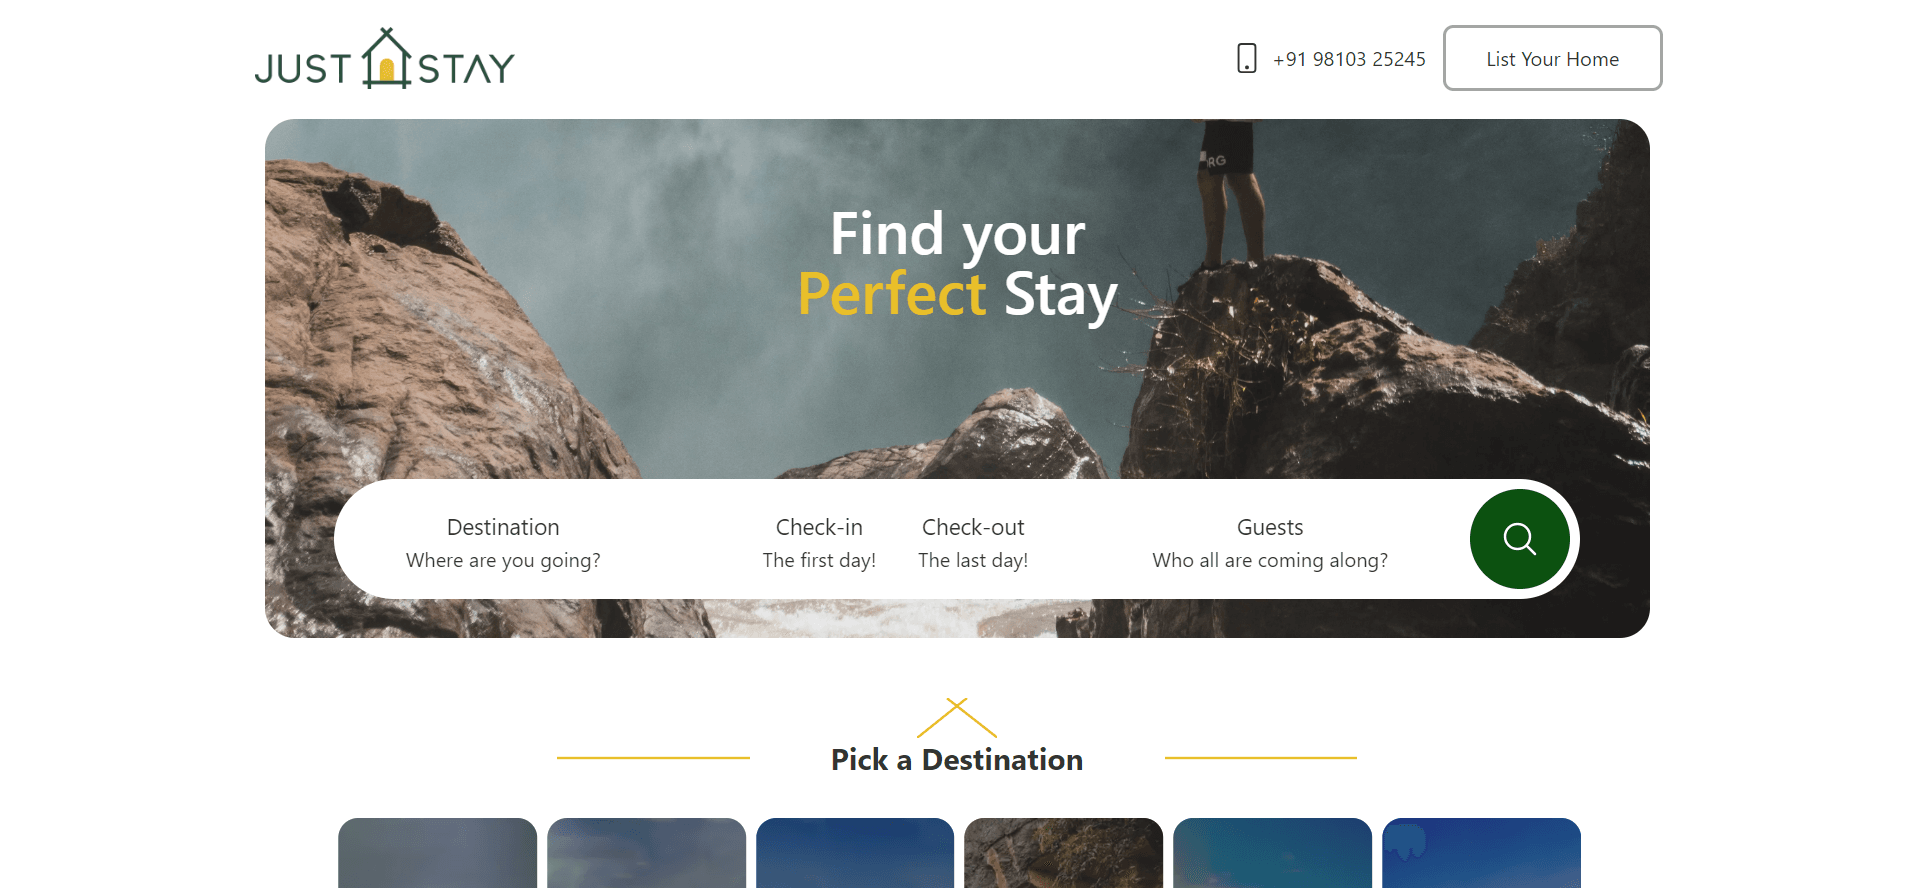 JUST STAY
+91 98103 25245
List Your Home
RG
Find your
Perfect Stay
Destination
Where are you going?
Check-in
The first day!
Check-out
The last day!
Guests
Who all are coming along?
Pick a Destination